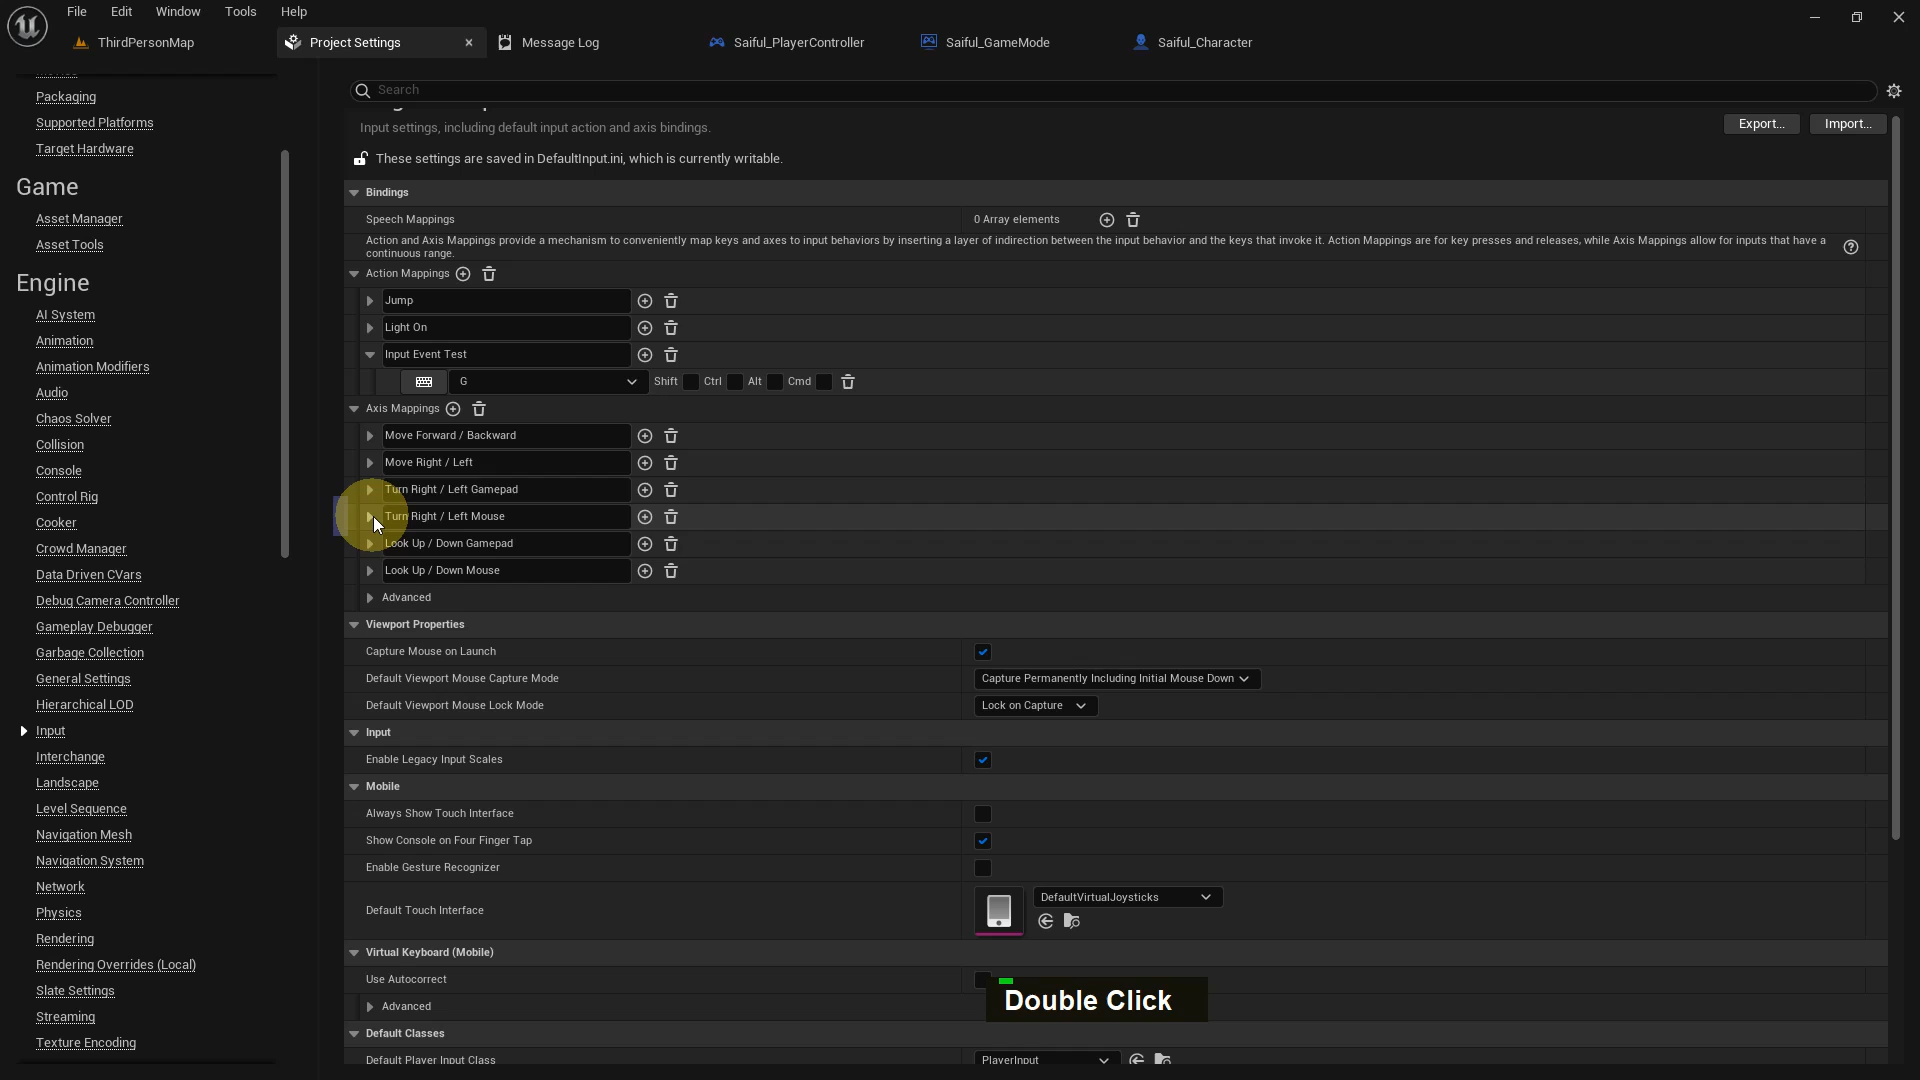 File Edit Window Tools Help
ThirdPersonMap Project Settings Message Log Saiful_PlayerController Saiful_GameMode Saiful_Character
Packaging
Supported Platforms
Target Hardware
Game
Asset Manager
Asset Tools
Engine
AI System
Animation
Animation Modifiers
Audio
Chaos Solver
Collision
Console
Control Rig
Cooker
Crowd Manager
Data Driven CVars
Debug Camera Controller
Gameplay Debugger
Garbage Collection
General Settings
Hierarchical LOD
Input
Interchange
Landscape
Level Sequence
Navigation Mesh
Navigation System
Network
Physics
Rendering
Rendering Overrides (Local)
Slate Settings
Streaming
Texture Encoding
Search
Input settings, including default input action and axis bindings.
Export... Import...
These settings are saved in DefaultInput.ini, which is currently writable.
Bindings
Speech Mappings 0 Array elements
Action and Axis Mappings provide a mechanism to conveniently map keys and axes to input behaviors by inserting a layer of indirection between the input behavior and the keys that invoke it. Action Mappings are for key presses and releases, while Axis Mappings allow for inputs that have a
continuous range.
Action Mappings
Jump
Light On
Input Event Test
G Shift Ctrl Alt Cmd
Axis Mappings
Move Forward / Backward
Move Right / Left
Turn Right / Left Gamepad
Turn Right / Left Mouse
Look Up / Down Gamepad
Look Up / Down Mouse
Advanced
Viewport Properties
Capture Mouse on Launch
Default Viewport Mouse Capture Mode Capture Permanently Including Initial Mouse Down
Default Viewport Mouse Lock Mode Lock on Capture
Input
Enable Legacy Input Scales
Mobile
Always Show Touch Interface
Show Console on Four Finger Tap
Enable Gesture Recognizer
Default Touch Interface DefaultVirtualJoysticks
Virtual Keyboard (Mobile)
Use Autocorrect
Advanced
Double Click
Default Classes
Default Player Input Class PlayerInput